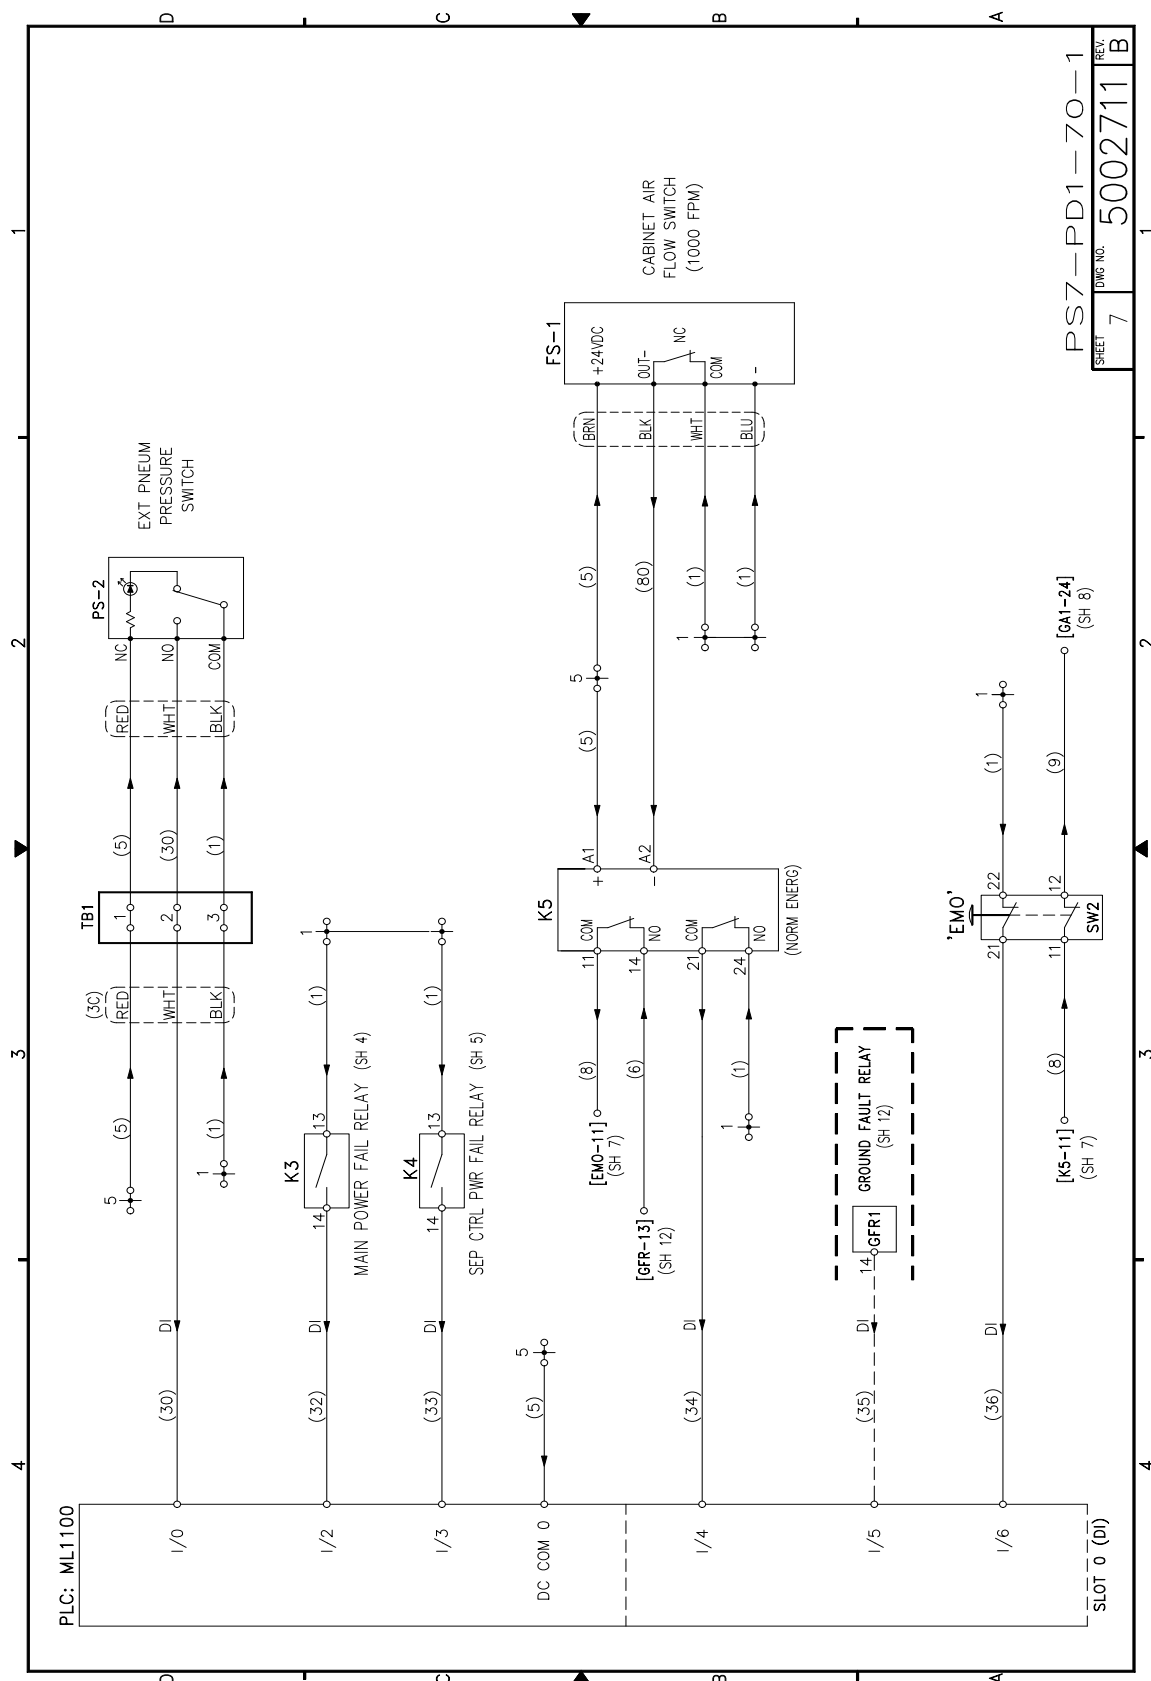 D
C
B
A
4
3
2
1
PLC: ML1100
I/0
(30)
DI
5
(5)
1
(1)
(3C)
RED
WHT
BLK
TB1
1
2
3
(5)
(30)
(1)
RED
WHT
BLK
NC
NO
COM
PS-2
EXT PNEUM
PRESSURE
SWITCH
I/2
(32)
DI
14
K3
13
(1)
1
MAIN POWER FAIL RELAY (SH 4)
I/3
(33)
DI
14
K4
13
(1)
SEP CTRL PWR FAIL RELAY (SH 5)
DC COM 0
(5)
5
[EMO-11]
(SH 7)
(8)
11
[GFR-13]
(SH 12)
(6)
14
K5
COM
NO
COM
NO
+
-
A1
A2
(NORM ENERG)
(5)
5
(5)
(80)
1
(1)
(1)
BRN
BLK
WHT
BLU
FS-1
+24VDC
OUT-
NC
COM
-
CABINET AIR
FLOW SWITCH
(1000 FPM)
I/4
(34)
DI
21
1
(1)
24
I/5
(35)
DI
14
GFR1
GROUND FAULT RELAY
(SH 12)
I/6
(36)
DI
21
'EMO'
22
(1)
1
[K5-11]
(SH 7)
(8)
11
SW2
12
(9)
[GA1-24]
(SH 8)
SLOT 0 (DI)
PS7-PD1-70-1
SHEET
7
DWG NO.
5002711
REV.
B
D
B
A
4
3
2
1